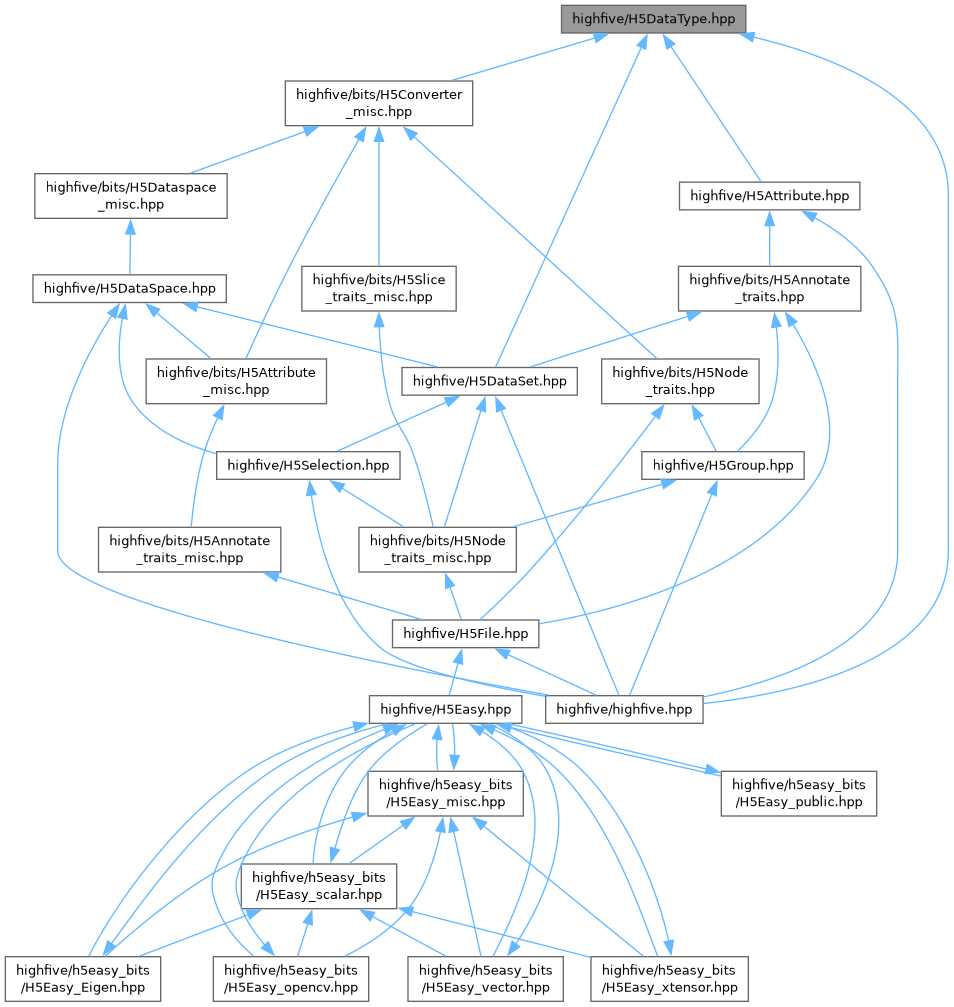 highfive/H5DataType.hpp
highfive/bits/H5Converter
_misc.hpp
highfive/bits/H5Dataspace
_misc.hpp
highfive/H5Attribute.hpp
highfive/H5DataSpace.hpp
highfive/bits/H5Slice
_traits_misc.hpp
highfive/bits/H5Annotate
_traits.hpp
highfive/bits/H5Attribute
_misc.hpp
highfive/H5DataSet.hpp
highfive/bits/H5Node
_traits.hpp
highfive/H5Selection.hpp
highfive/H5Group.hpp
highfive/bits/H5Annotate
_traits_misc.hpp
highfive/bits/H5Node
_traits_misc.hpp
highfive/H5File.hpp
highfive/H5Easy.hpp
highfive/highfive.hpp
highfive/h5easy_bits
/H5Easy_misc.hpp
highfive/h5easy_bits
/H5Easy_public.hpp
highfive/h5easy_bits
/H5Easy_scalar.hpp
highfive/h5easy_bits
/H5Easy_Eigen.hpp
highfive/h5easy_bits
/H5Easy_opencv.hpp
highfive/h5easy_bits
/H5Easy_vector.hpp
highfive/h5easy_bits
/H5Easy_xtensor.hpp